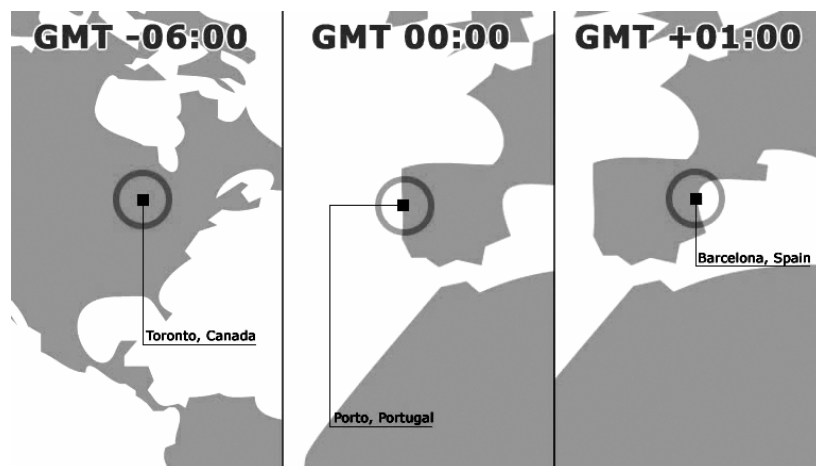 GMT -06:00
GMT 00:00
GMT +01:00
Toronto, Canada
Porto, Portugal
Barcelona, Spain